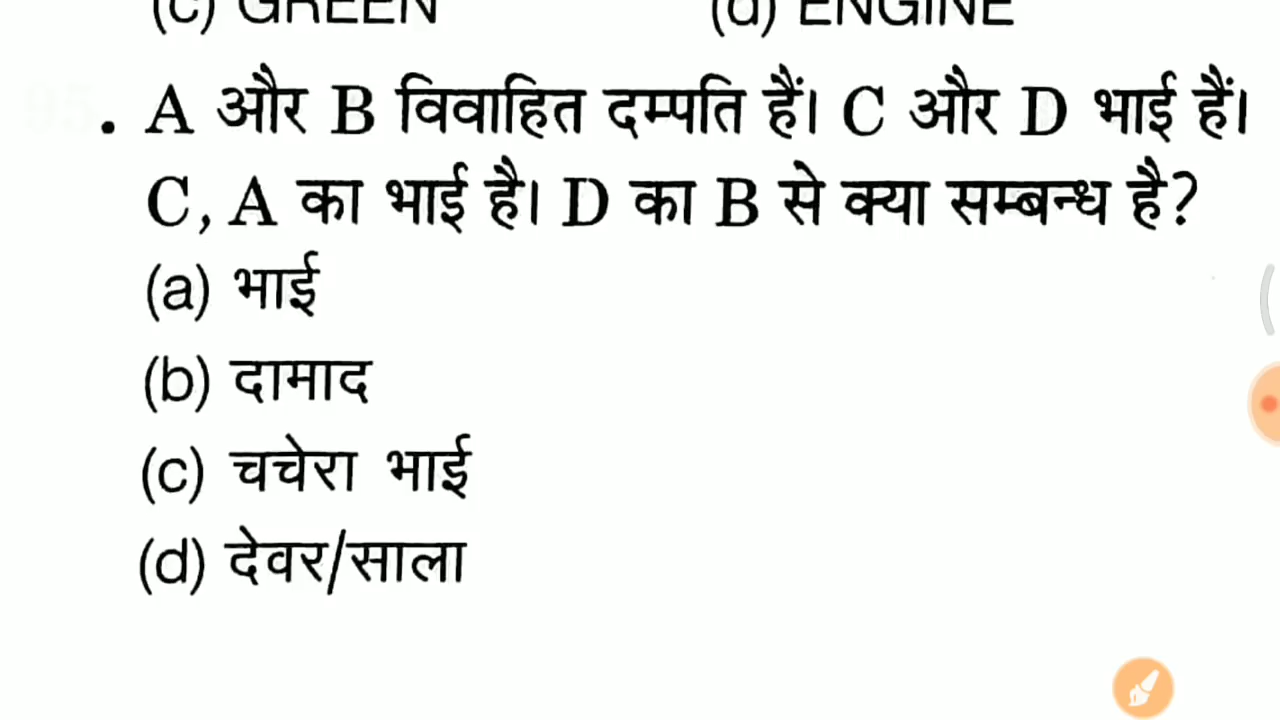 (c) GREEN (d) ENGINE
. A और B विवाहित दम्पति हैं। C और D भाई हैं।
C, A का भाई है। D का B से क्या सम्बन्ध है?
(a) भाई
(b) दामाद
(c) चचेरा भाई
(d) देवर/साला